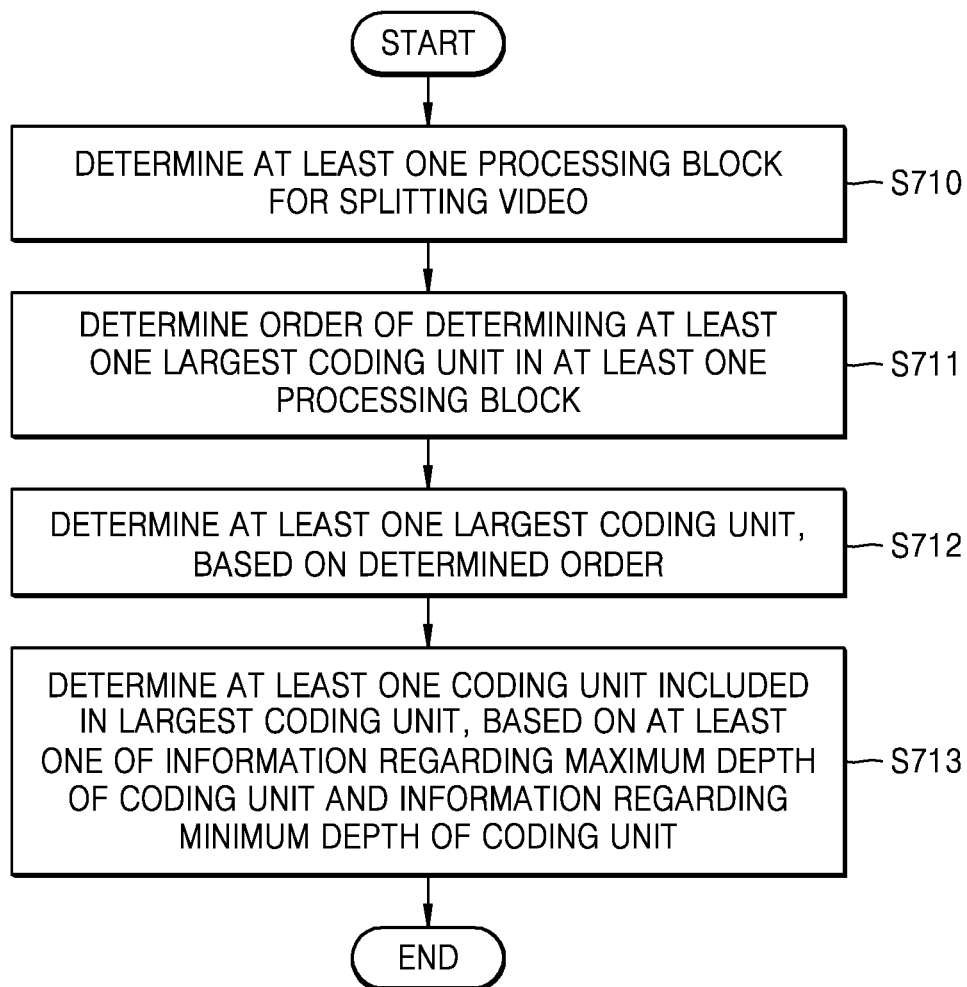 START
DETERMINE AT LEAST ONE PROCESSING BLOCK
FOR SPLITTING VIDEO
S710
DETERMINE ORDER OF DETERMINING AT LEAST
ONE LARGEST CODING UNIT IN AT LEAST ONE
PROCESSING BLOCK
S711
DETERMINE AT LEAST ONE LARGEST CODING UNIT,
BASED ON DETERMINED ORDER
S712
DETERMINE AT LEAST ONE CODING UNIT INCLUDED
IN LARGEST CODING UNIT, BASED ON AT LEAST
ONE OF INFORMATION REGARDING MAXIMUM DEPTH
OF CODING UNIT AND INFORMATION REGARDING
MINIMUM DEPTH OF CODING UNIT
S713
END